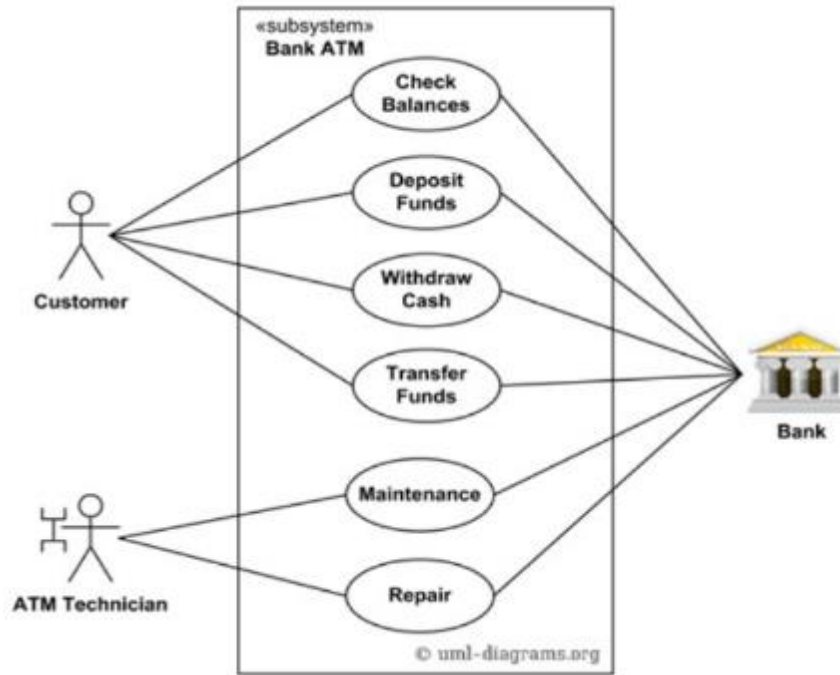 «subsystem»
Bank ATM
Check
Balances
Deposit
Funds
Withdraw
Cash
Customer
Transfer
Funds
Bank
Maintenance
ATM Technician
Repair
© uml-diagrams.org